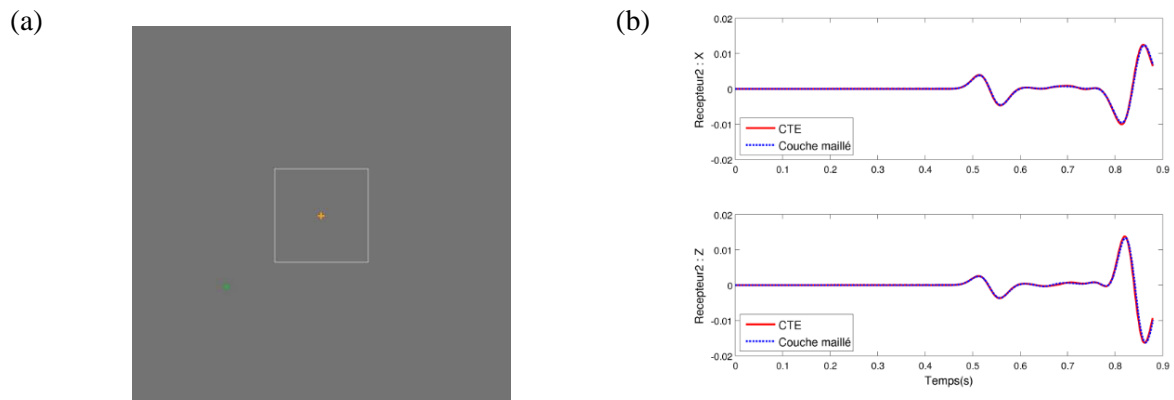 (a)
(b)
0.02
0.01
0
-0.01
-0.02
Recepteur2 : X
CTE
Couche maillé
0 0.1 0.2 0.3 0.4 0.5 0.6 0.7 0.8 0.9
0.02
0.01
0
-0.01
-0.02
Recepteur2 : Z
CTE
Couche maillé
0 0.1 0.2 0.3 0.4 0.5 0.6 0.7 0.8 0.9
Temps(s)